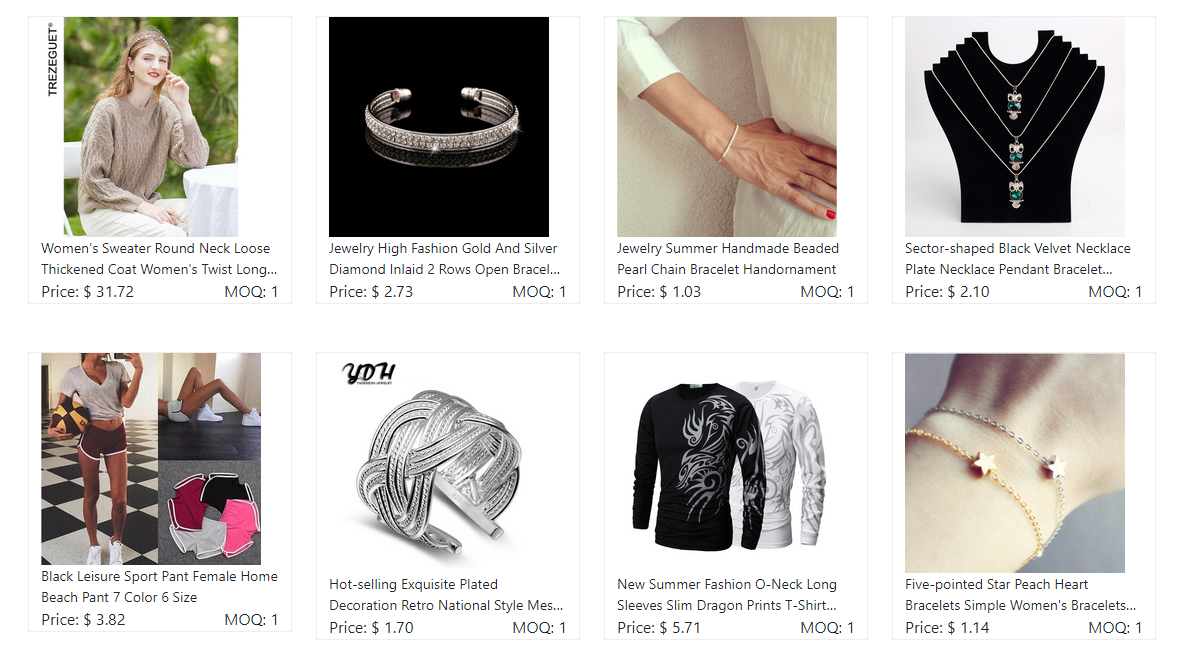 TREZEGUET®
Women's Sweater Round Neck Loose
Thickened Coat Women's Twist Long...
Price: $ 31.72 MOQ: 1
Jewelry High Fashion Gold And Silver
Diamond Inlaid 2 Rows Open Bracel...
Price: $ 2.73 MOQ: 1
Jewelry Summer Handmade Beaded
Pearl Chain Bracelet Handornament
Price: $ 1.03 MOQ: 1
Sector-shaped Black Velvet Necklace
Plate Necklace Pendant Bracelet...
Price: $ 2.10 MOQ: 1
Black Leisure Sport Pant Female Home
Beach Pant 7 Color 6 Size
Price: $ 3.82 MOQ: 1
YDH
Hot-selling Exquisite Plated
Decoration Retro National Style Mes...
Price: $ 1.70 MOQ: 1
New Summer Fashion O-Neck Long
Sleeves Slim Dragon Prints T-Shirt...
Price: $ 5.71 MOQ: 1
Five-pointed Star Peach Heart
Bracelets Simple Women's Bracelets...
Price: $ 1.14 MOQ: 1